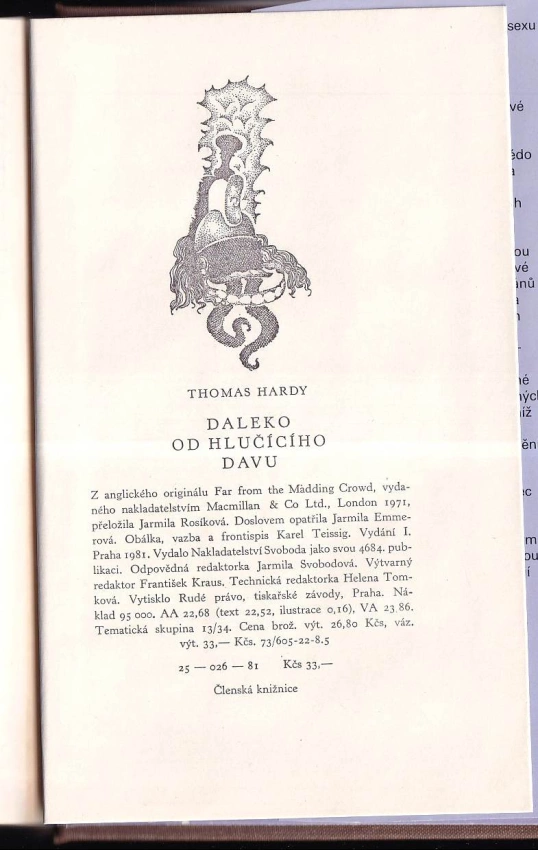 THOMAS HARDY
DALEKO
OD HLUČÍCÍHO
DAVU
Z anglického originálu Far from the Madding Crowd, vyda-
ného nakladatelstvím Macmillan & Co Ltd., London 1971,
přeložila Jarmila Rosíková. Doslovem opatřila Jarmila Emme-
rová. Obálka, vazba a frontispis Karel Teissig. Vydání I.
Praha 1981. Vydalo Nakladatelství Svoboda jako svou 4684. pub-
likaci. Odpovědná redaktorka Jarmila Svobodová. Výtvarný
redaktor František Kraus. Technická redaktorka Helena Tom-
ková. Vytisklo Rudé právo, tiskařské závody, Praha. Ná-
klad 95 000. AA 22,68 (text 22,52, ilustrace 0,16), VA 23 86.
Tematická skupina 13/34. Cena brož. výt. 26,80 Kčs, váz.
výt. 33,— Kčs. 73/605-22-8.5
25 — 026 — 81 Kčs 33,—
Členská knižnice
sexu
vé
ědo
h
ou
vé
anů
né
ých
íž
ěn
ec
m
ou
í